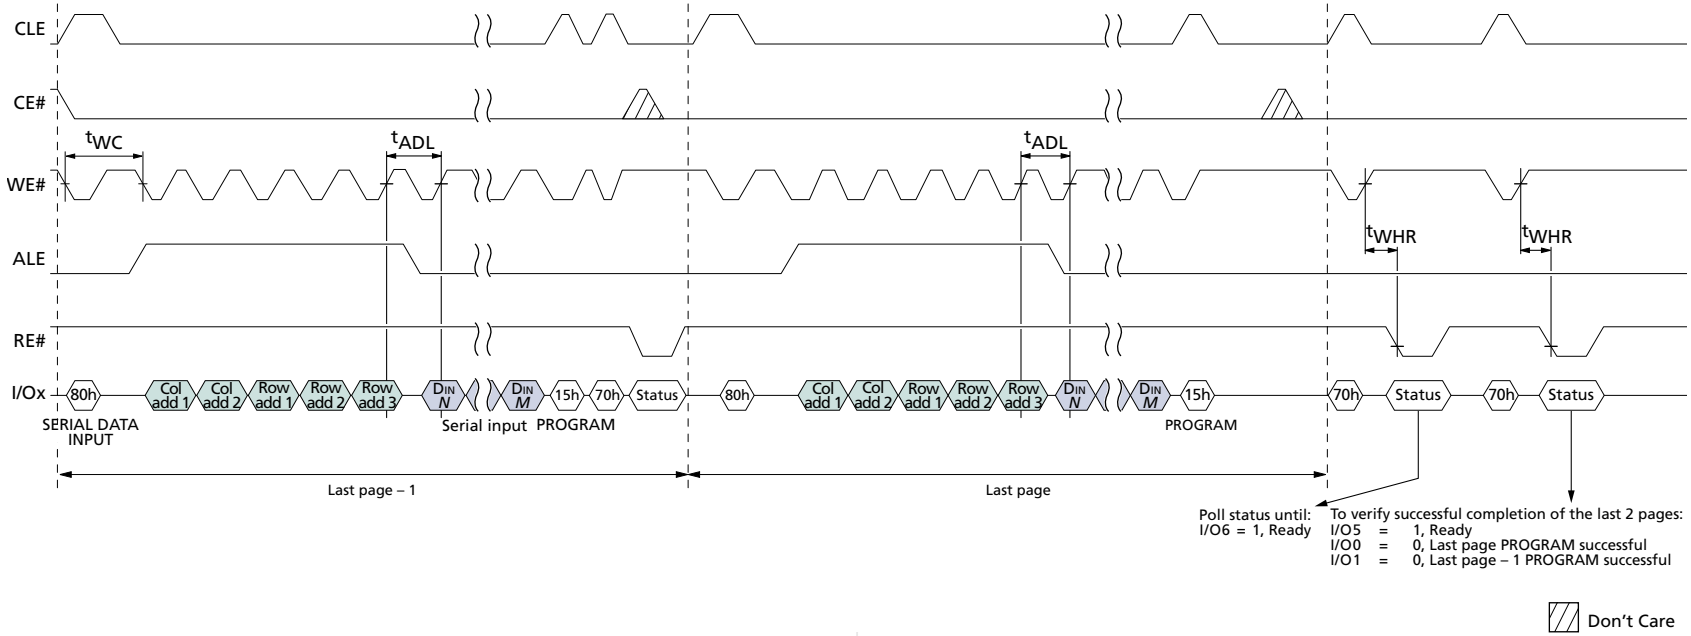 CLE
CE#
tWC
tADL
tADL
WE#
tWHR
tWHR
ALE
RE#
I/Ox
80h
Col add 1
Col add 2
Row add 1
Row add 2
Row add 3
DIN N
DIN M
15h
70h
Status
80h
Col add 1
Col add 2
Row add 1
Row add 2
Row add 3
DIN N
DIN M
15h
70h
Status
70h
Status
SERIAL DATA
INPUT
Serial input
PROGRAM
PROGRAM
Last page – 1
Last page
Poll status until:
I/O6 = 1, Ready
To verify successful completion of the last 2 pages:
I/O5 = 1, Ready
I/O0 = 0, Last page PROGRAM successful
I/O1 = 0, Last page – 1 PROGRAM successful
Don't Care